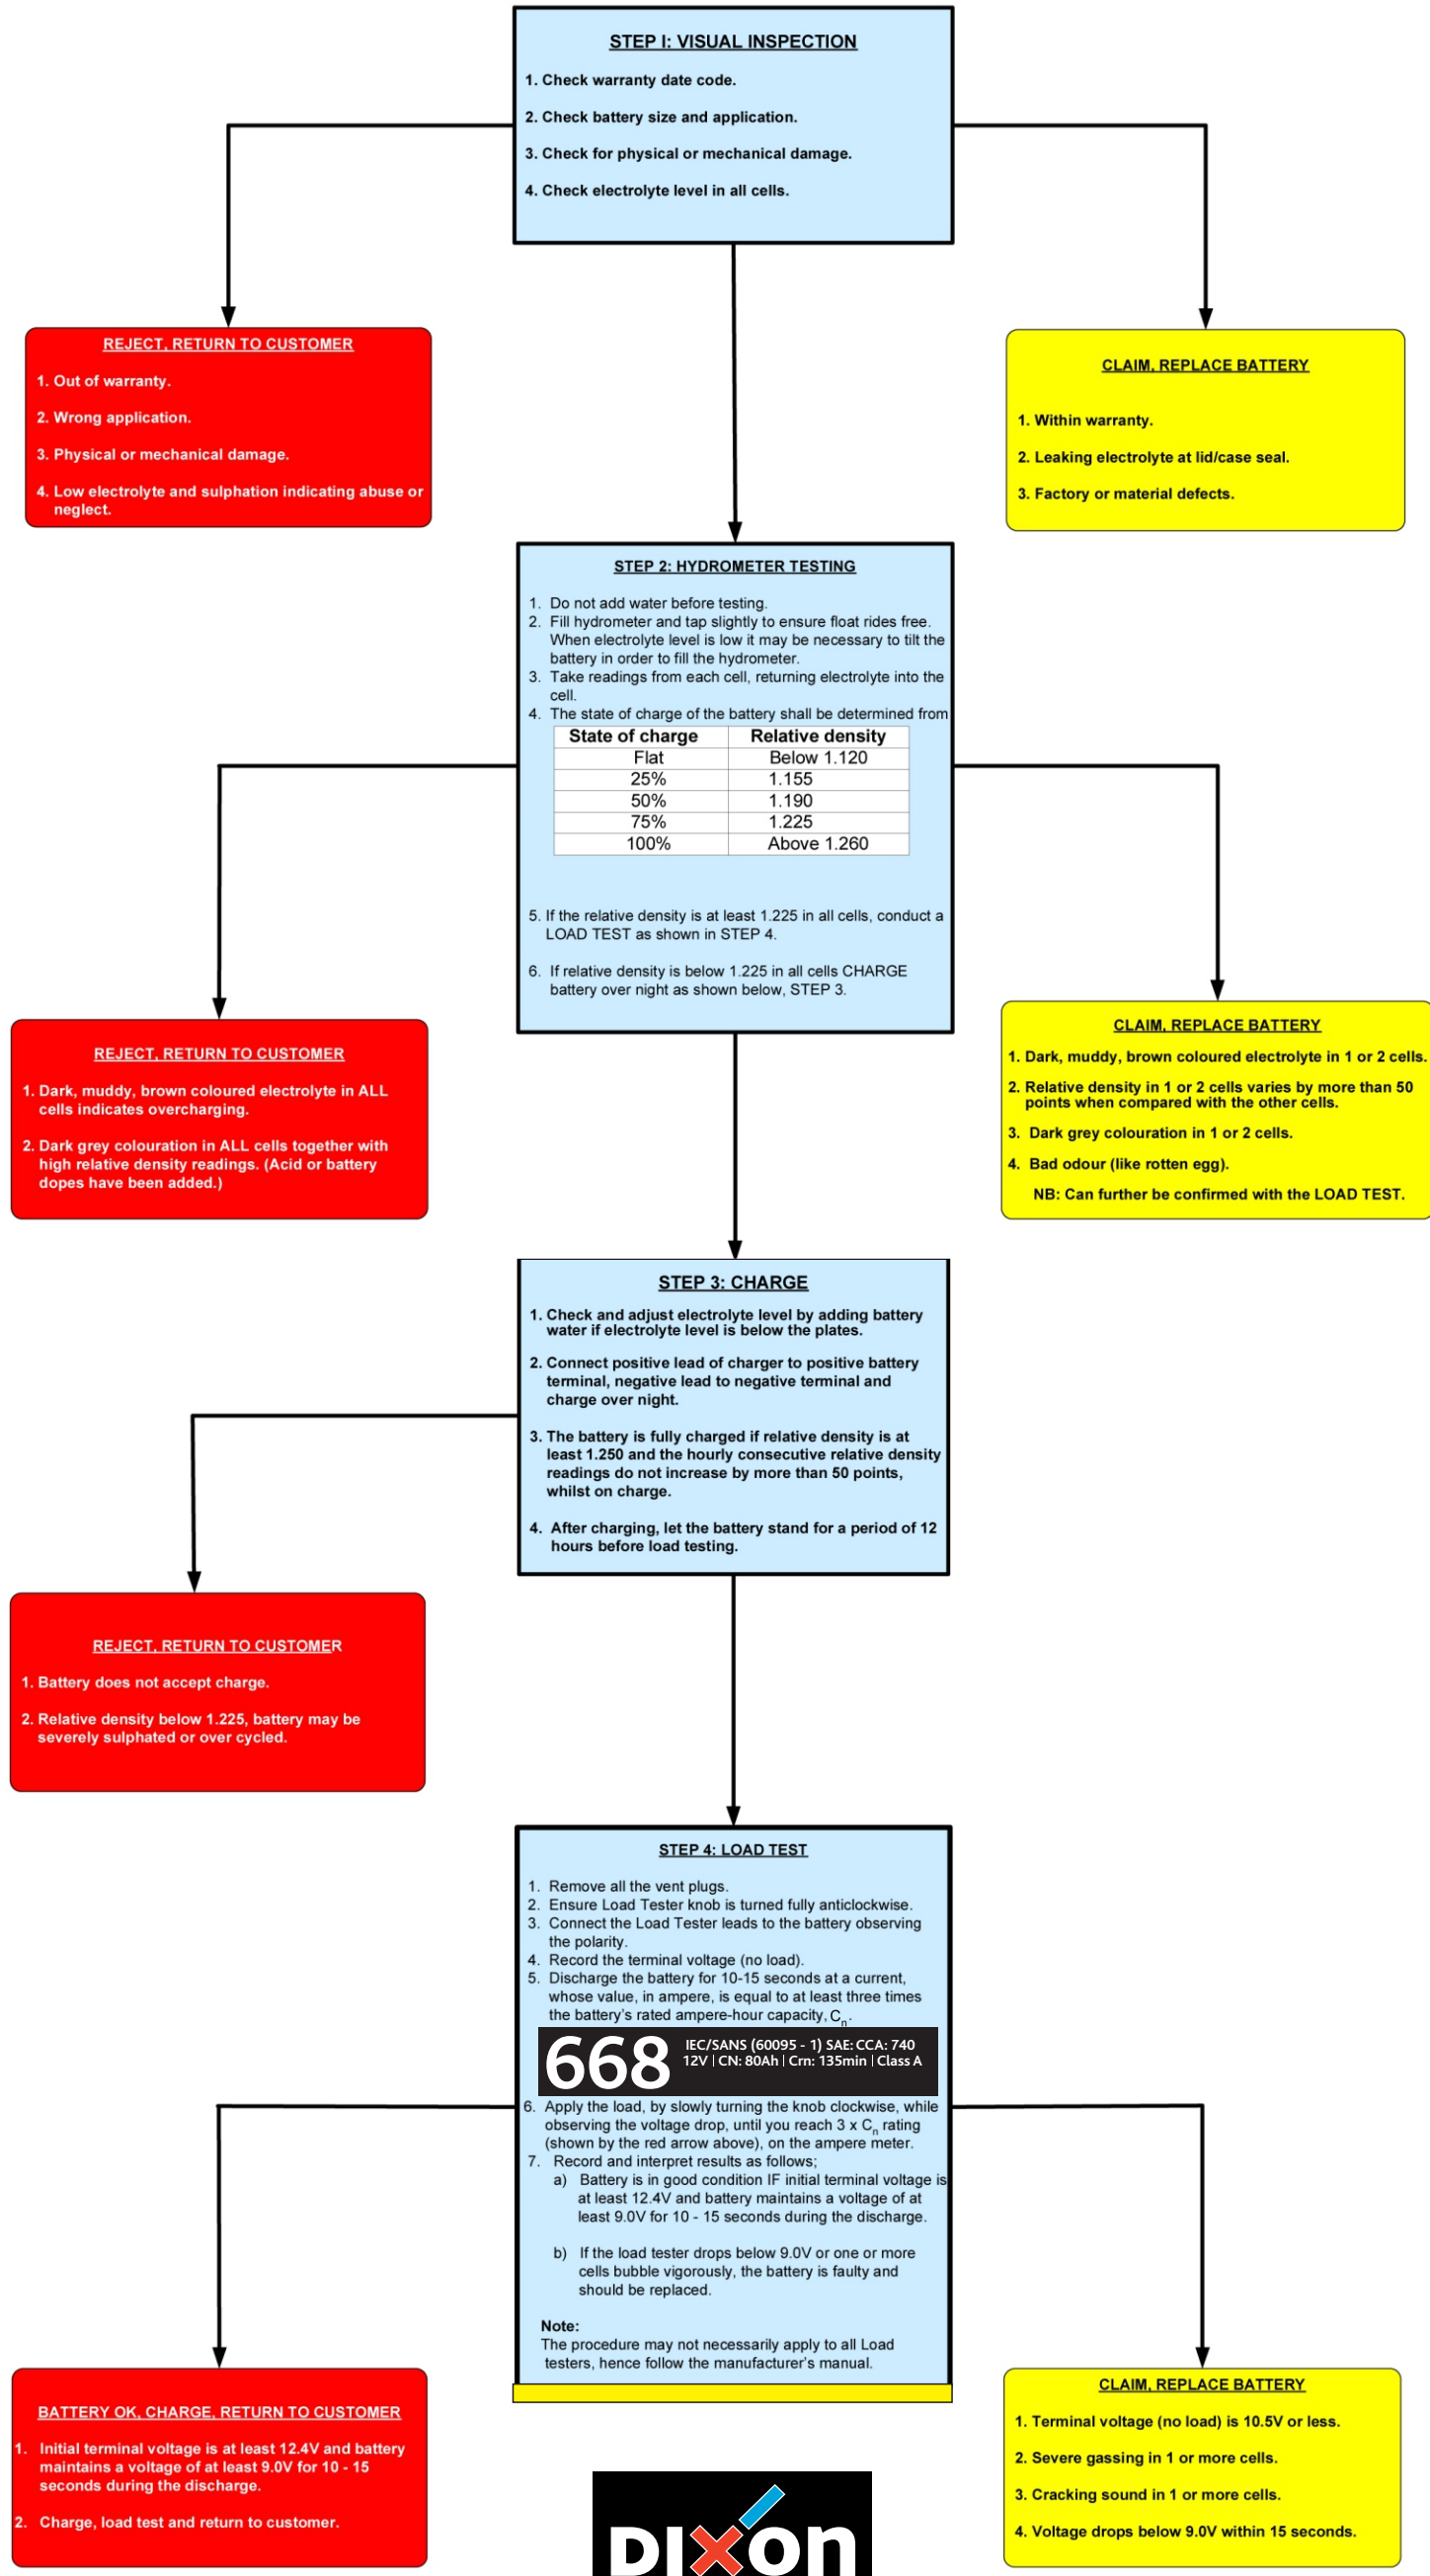 STEP I: VISUAL INSPECTION
1. Check warranty date code.
2. Check battery size and application.
3. Check for physical or mechanical damage.
4. Check electrolyte level in all cells.
REJECT, RETURN TO CUSTOMER
1. Out of warranty.
2. Wrong application.
3. Physical or mechanical damage.
4. Low electrolyte and sulphation indicating abuse or
neglect.
CLAIM, REPLACE BATTERY
1. Within warranty.
2. Leaking electrolyte at lid/case seal.
3. Factory or material defects.
STEP 2: HYDROMETER TESTING
1. Do not add water before testing.
2. Fill hydrometer and tap slightly to ensure float rides free.
When electrolyte level is low it may be necessary to tilt the
battery in order to fill the hydrometer.
3. Take readings from each cell, returning electrolyte into the
cell.
4. The state of charge of the battery shall be determined from
State of charge Relative density
Flat Below 1.120
25% 1.155
50% 1.190
75% 1.225
100% Above 1.260
5. If the relative density is at least 1.225 in all cells, conduct a
LOAD TEST as shown in STEP 4.
6. If relative density is below 1.225 in all cells CHARGE
battery over night as shown below, STEP 3.
REJECT, RETURN TO CUSTOMER
1. Dark, muddy, brown coloured electrolyte in ALL
cells indicates overcharging.
2. Dark grey colouration in ALL cells together with
high relative density readings. (Acid or battery
dopes have been added.)
CLAIM, REPLACE BATTERY
1. Dark, muddy, brown coloured electrolyte in 1 or 2 cells.
2. Relative density in 1 or 2 cells varies by more than 50
points when compared with the other cells.
3. Dark grey colouration in 1 or 2 cells.
4. Bad odour (like rotten egg).
NB: Can further be confirmed with the LOAD TEST.
STEP 3: CHARGE
1. Check and adjust electrolyte level by adding battery
water if electrolyte level is below the plates.
2. Connect positive lead of charger to positive battery
terminal, negative lead to negative terminal and
charge over night.
3. The battery is fully charged if relative density is at
least 1.250 and the hourly consecutive relative density
readings do not increase by more than 50 points,
whilst on charge.
4. After charging, let the battery stand for a period of 12
hours before load testing.
REJECT, RETURN TO CUSTOMER
1. Battery does not accept charge.
2. Relative density below 1.225, battery may be
severely sulphated or over cycled.
STEP 4: LOAD TEST
1. Remove all the vent plugs.
2. Ensure Load Tester knob is turned fully anticlockwise.
3. Connect the Load Tester leads to the battery observing
the polarity.
4. Record the terminal voltage (no load).
5. Discharge the battery for 10-15 seconds at a current,
whose value, in ampere, is equal to at least three times
the battery's rated ampere-hour capacity, Cn.
668 IEC/SANS (60095 - 1) SAE: CCA: 740
12V | CN: 80Ah | Crn: 135min | Class A
6. Apply the load, by slowly turning the knob clockwise, while
observing the voltage drop, until you reach 3 x Cn rating
(shown by the red arrow above), on the ampere meter.
7. Record and interpret results as follows;
a) Battery is in good condition IF initial terminal voltage is
at least 12.4V and battery maintains a voltage of at
least 9.0V for 10 - 15 seconds during the discharge.
b) If the load tester drops below 9.0V or one or more
cells bubble vigorously, the battery is faulty and
should be replaced.
Note:
The procedure may not necessarily apply to all Load
testers, hence follow the manufacturer's manual.
BATTERY OK, CHARGE, RETURN TO CUSTOMER
1. Initial terminal voltage is at least 12.4V and battery
maintains a voltage of at least 9.0V for 10 - 15
seconds during the discharge.
2. Charge, load test and return to customer.
CLAIM, REPLACE BATTERY
1. Terminal voltage (no load) is 10.5V or less.
2. Severe gassing in 1 or more cells.
3. Cracking sound in 1 or more cells.
4. Voltage drops below 9.0V within 15 seconds.
DIXon